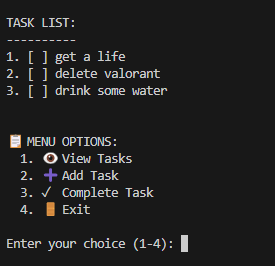 TASK LIST:
----------
1. [ ] get a life
2. [ ] delete valorant
3. [ ] drink some water
📋 MENU OPTIONS:
1. 👁️ View Tasks
2. ➕ Add Task
3. ✓ Complete Task
4. 🚪 Exit
Enter your choice (1-4):